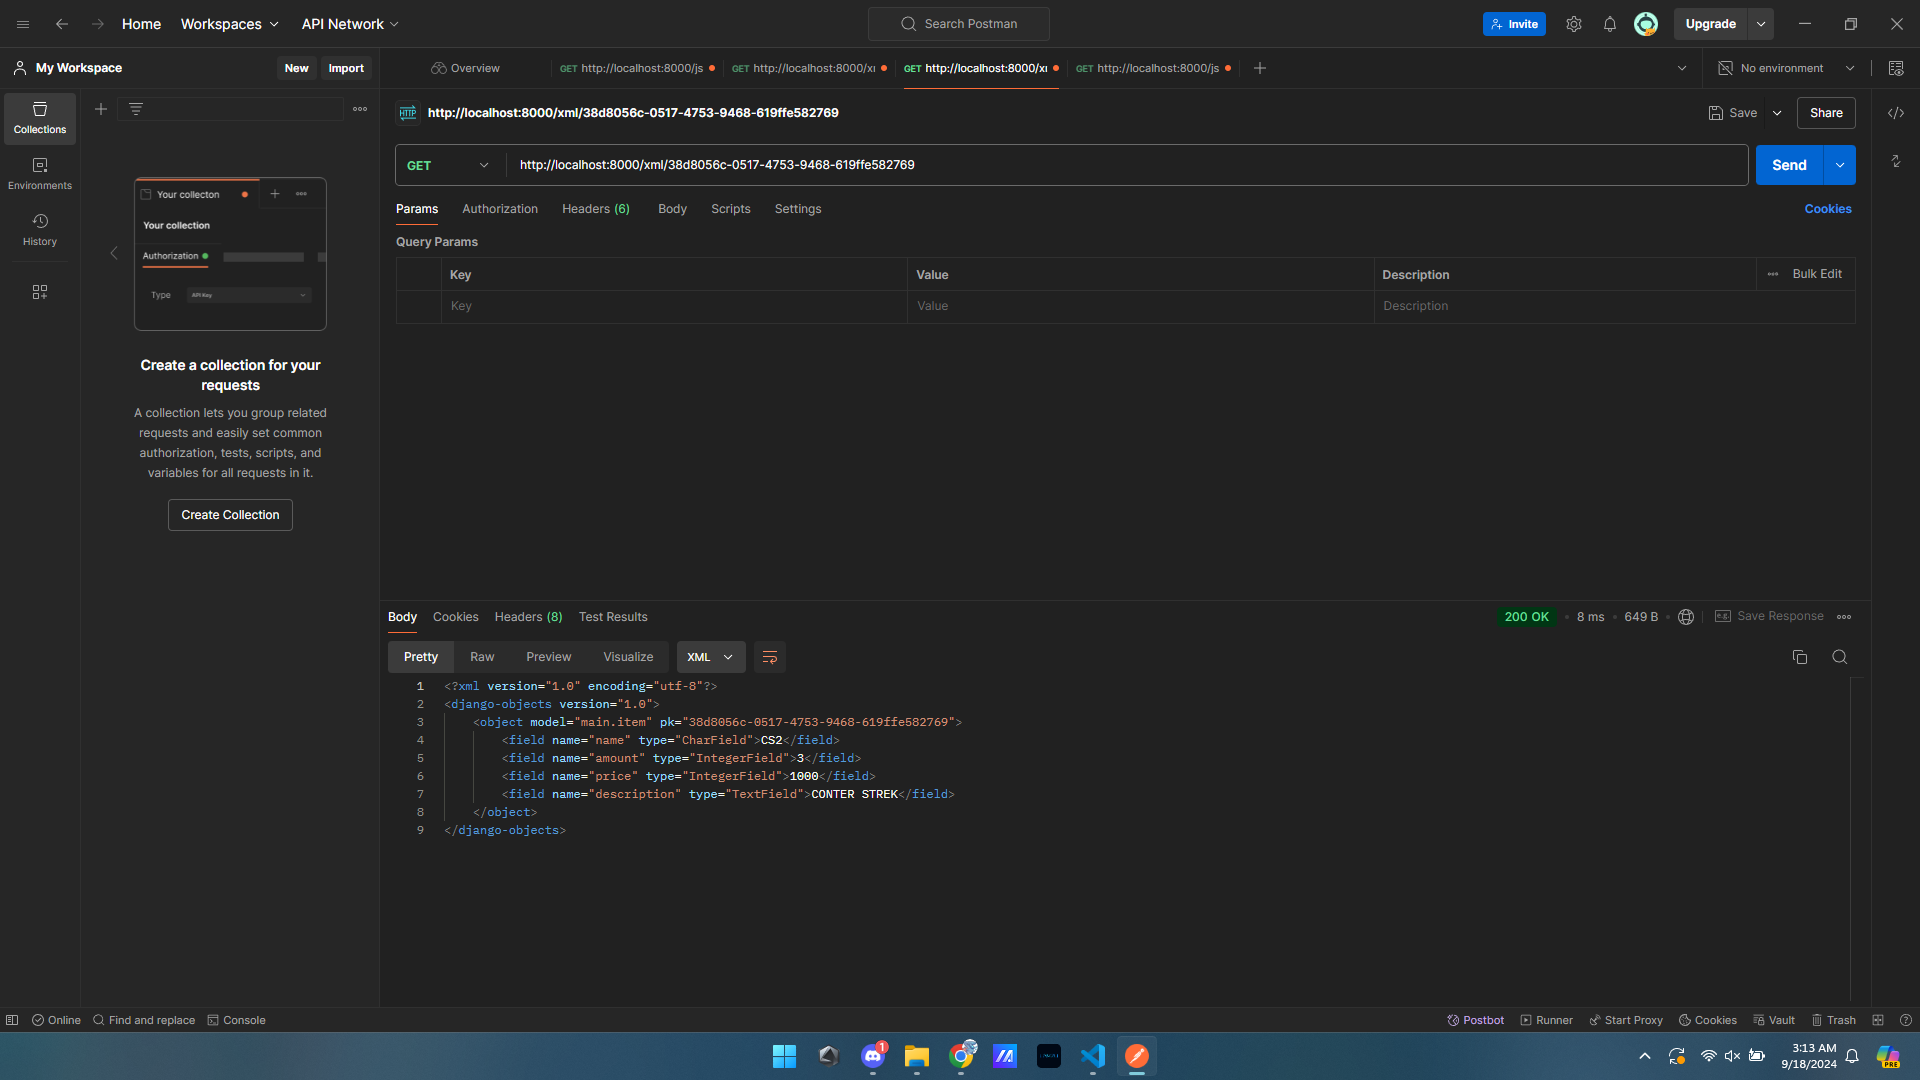 Home Workspaces API Network Search Postman Invite Upgrade
My Workspace New Import Overview GET http://localhost:8000/js GET http://localhost:8000/x GET http://localhost:8000/x GET http://localhost:8000/js No environment
Collections
Environments
History
Your collecton
Your collection
Authorization
Type API Key
Create a collection for your
requests
A collection lets you group related
requests and easily set common
authorization, tests, scripts, and
variables for all requests in it.
Create Collection
HTTP http://localhost:8000/xml/38d8056c-0517-4753-9468-619ffe582769 Save Share
GET http://localhost:8000/xml/38d8056c-0517-4753-9468-619ffe582769 Send
Params Authorization Headers (6) Body Scripts Settings Cookies
Query Params
Key Value Description Bulk Edit
Key Value Description
Body Cookies Headers (8) Test Results 200 OK 8 ms 649 B e.g. Save Response
Pretty Raw Preview Visualize XML
1 <?xml version="1.0" encoding="utf-8"?>
2 <django-objects version="1.0">
3 <object model="main.item" pk="38d8056c-0517-4753-9468-619ffe582769">
4 <field name="name" type="CharField">CS2</field>
5 <field name="amount" type="IntegerField">3</field>
6 <field name="price" type="IntegerField">1000</field>
7 <field name="description" type="TextField">CONTER STREK</field>
8 </object>
9 </django-objects>
Online Find and replace Console Postbot Runner Start Proxy Cookies Vault Trash
1
3:13 AM
9/18/2024
PRE